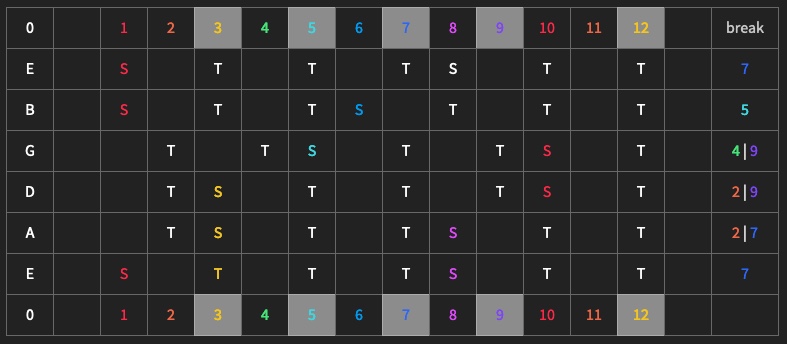 0 1 2 3 4 5 6 7 8 9 10 11 12 break
E S T T T S T T 7
B S T T S T T T 5
G T T S T T S T 4|9
D T S T T T S T 2|9
A T S T T S T T 2|7
E S T T T S T T 7
0 1 2 3 4 5 6 7 8 9 10 11 12